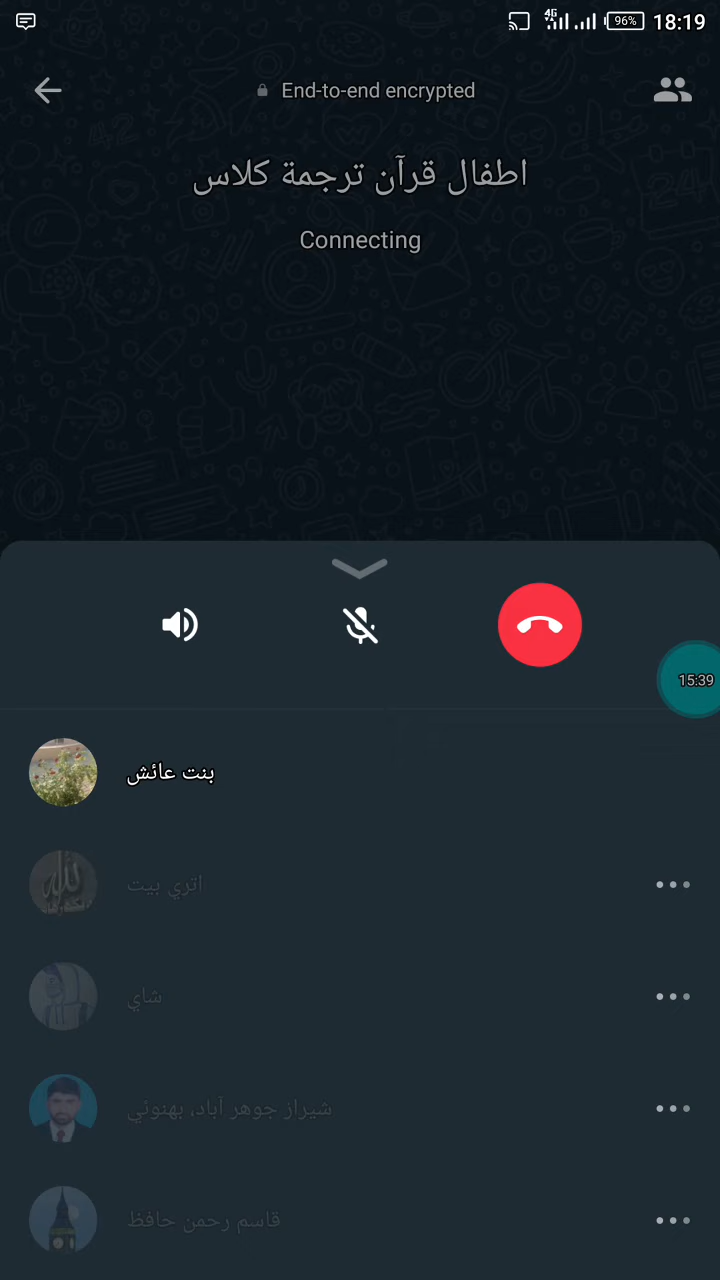 4G
96%
18:19
End-to-end encrypted
اطفال قرآن ترجمة كلاس
Connecting
15:39
بنت عائش
اتري بيت
شاي
شيراز جوهر آباد، بهنوئي
قاسم رحمن حافظ